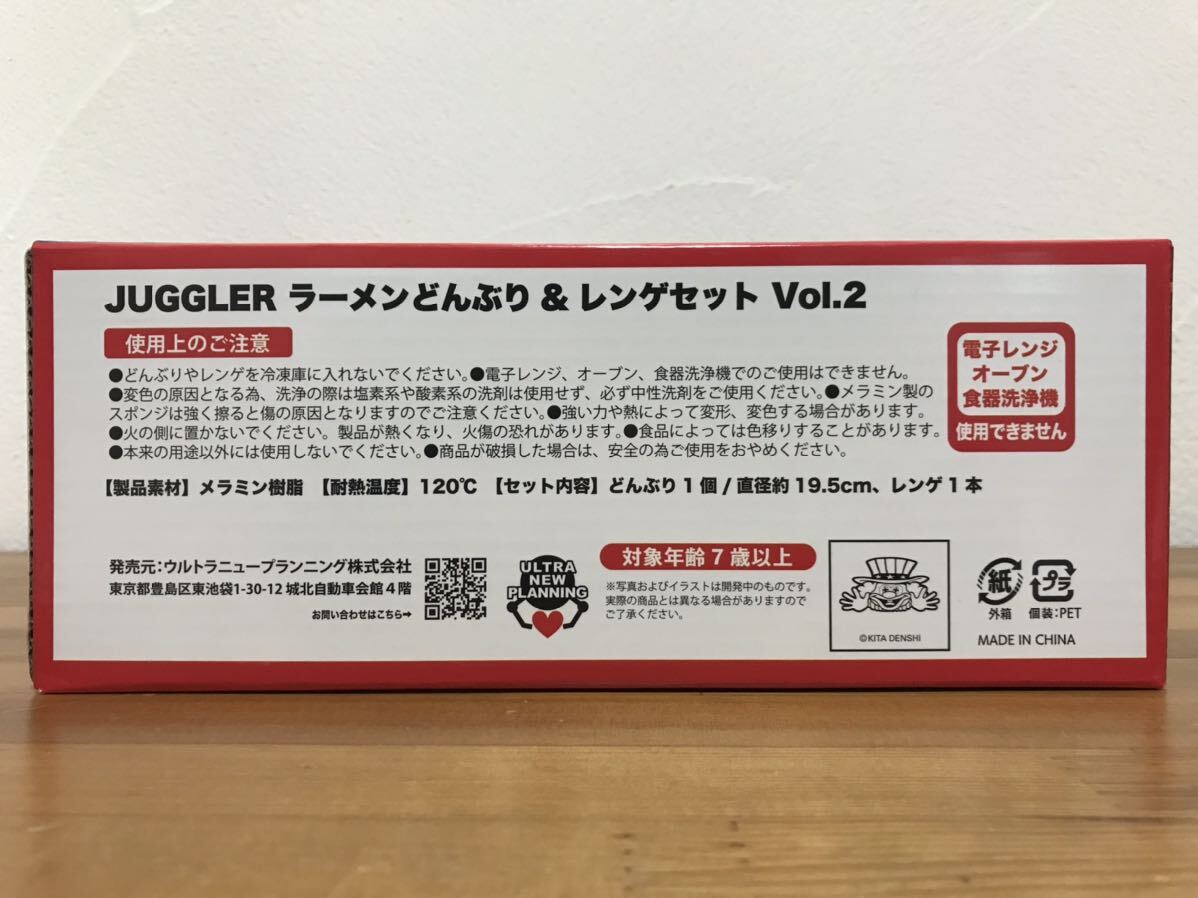 JUGGLER ラーメンどんぶり & レンゲセット Vol.2
使用上のご注意
●どんぶりやレンゲを冷凍庫に入れないでください。●電子レンジ、オーブン、食器洗浄機でのご使用はできません。
●変色の原因となる為、洗浄の際は塩素系や酸素系の洗剤は使用せず、必ず中性洗剤をご使用ください。●メラミン製の
スポンジは強く擦ると傷の原因となりますのでご注意ください。●強い力や熱によって変形、変色する場合があります。
●火の側に置かないでください。製品が熱くなり、火傷の恐れがあります。●食品によっては色移りすることがあります。
●本来の用途以外には使用しないでください。●商品が破損した場合は、安全の為ご使用をおやめください。
電子レンジ
オーブン
食器洗浄機
使用できません
【製品素材】メラミン樹脂 【耐熱温度】120℃ 【セット内容】どんぶり1個 / 直径約19.5cm、レンゲ1本
発売元:ウルトラニュープランニング株式会社
東京都豊島区東池袋1-30-12 城北自動車会館4階
お問い合わせはこちら→
ULTRA
NEW
PLANNING
対象年齢7歳以上
※写真およびイラストは開発中のものです。
実際の商品とは異なる場合がありますので
ご了承ください。
©KITA DENSHI
紙
外箱
プラ
個装:PET
MADE IN CHINA